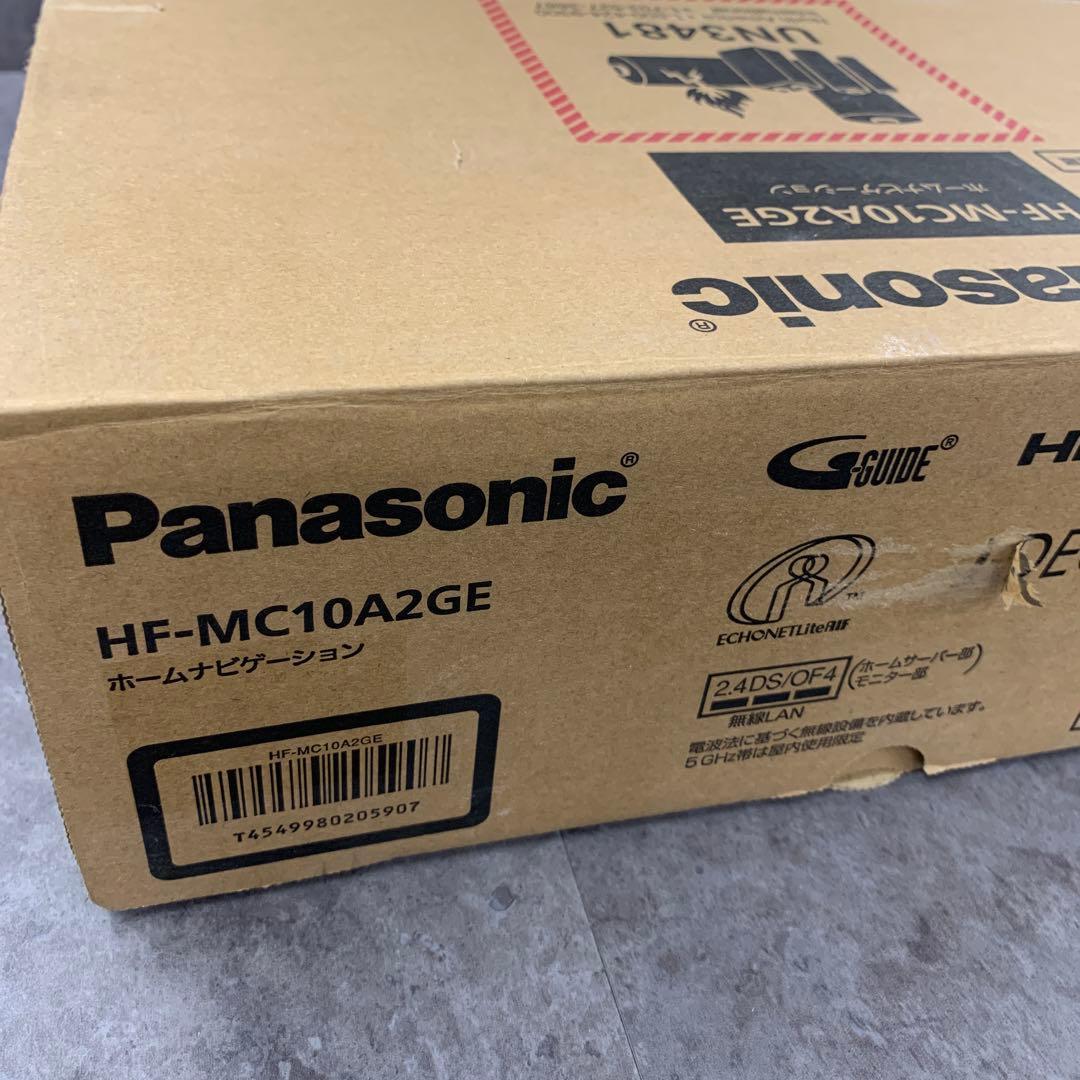 UN3481
HF-MC10A2GE
ホームナビゲーション
Panasonic®
G-GUIDE®
HF-MC10A2GE
ホームナビゲーション
ECHONETLiteAIF™
2.4DS/OF4
(ホームサーバー部
モニター部)
無線LAN
電波法に基づく無線設備を内蔵しています。
5GHz帯は屋内使用限定
HF-MC10A2GE
T4549980205907